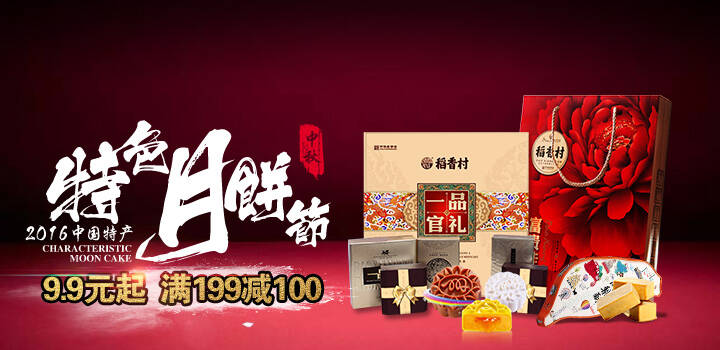 特色月餅節
中秋
2016中国特产
CHARACTERISTIC
MOON CAKE
9.9元起 满199减100
稻香村
一品
官礼
稻香村
富贵